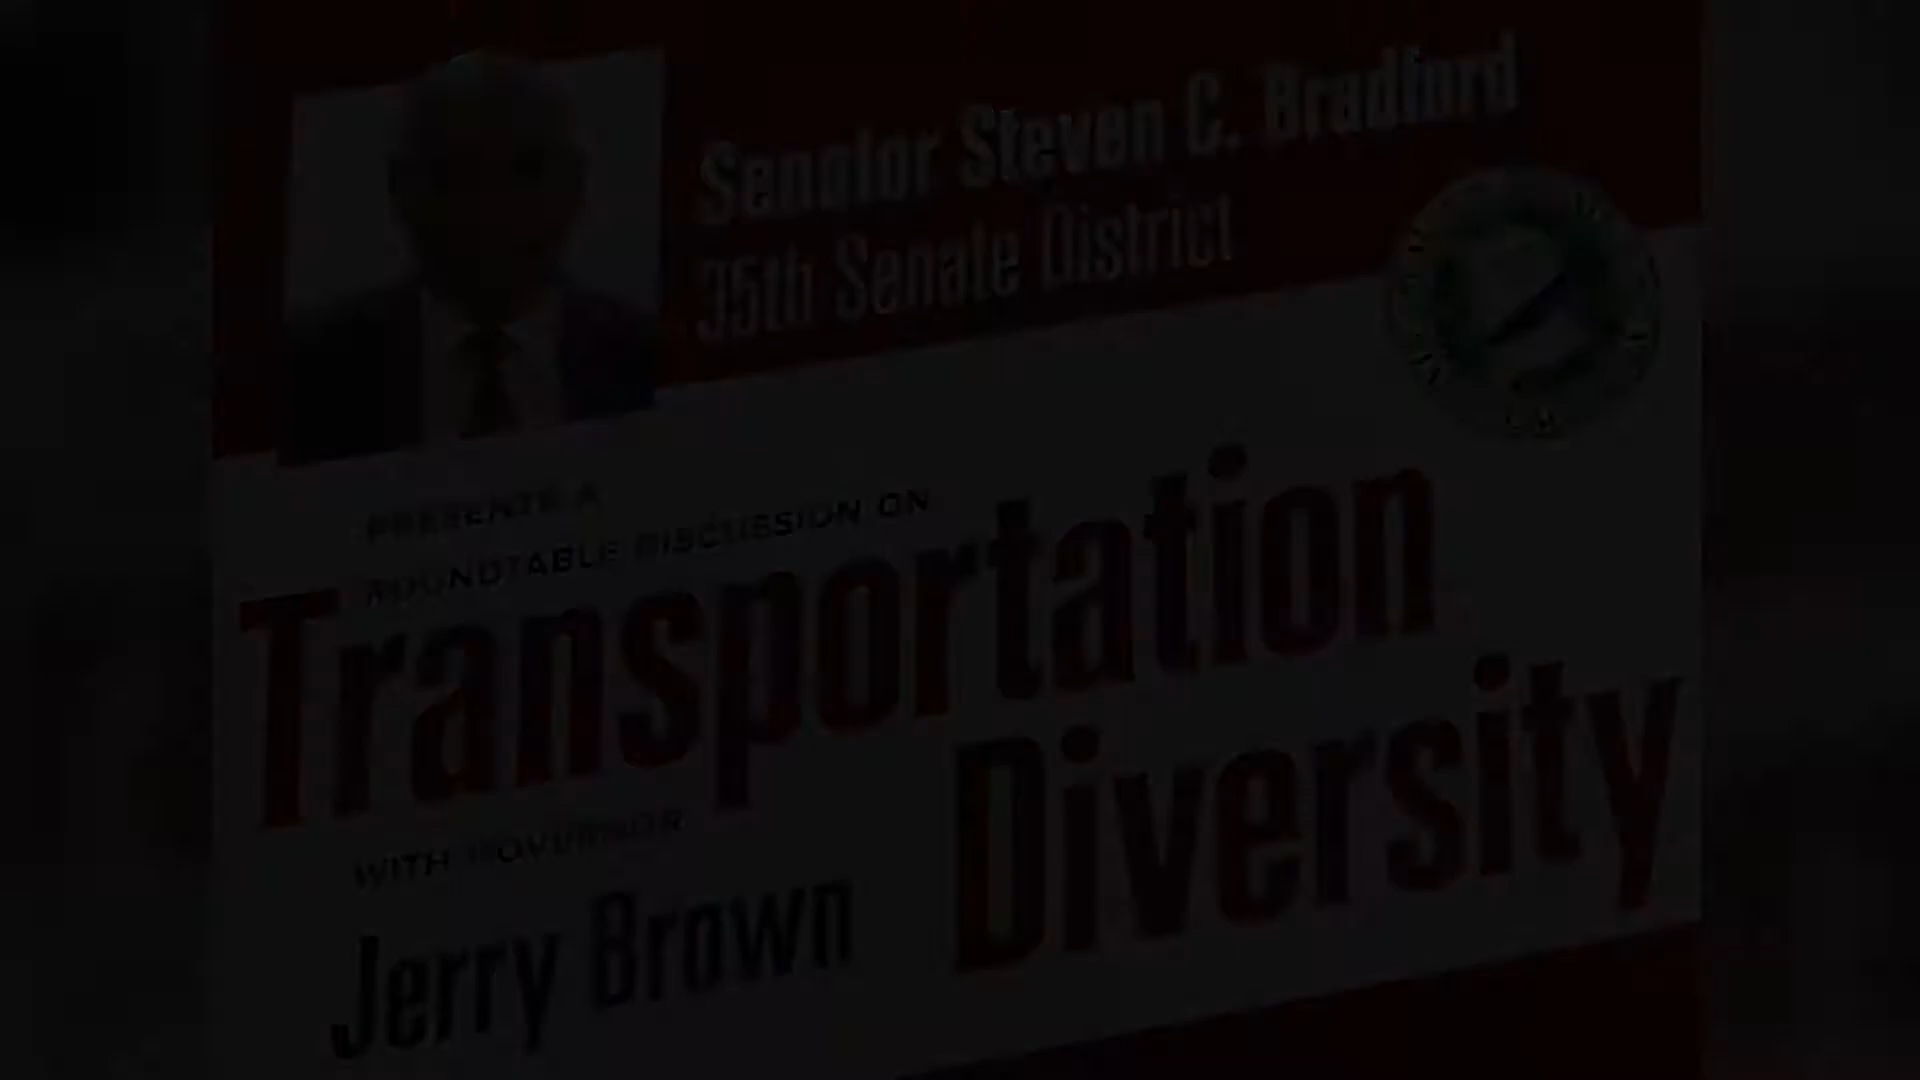 Senator Steven C. Bradford
35th Senate District
PRESENTS A
ROUNDTABLE DISCUSSION ON
Transportation
Diversity
WITH GOVERNOR
Jerry Brown